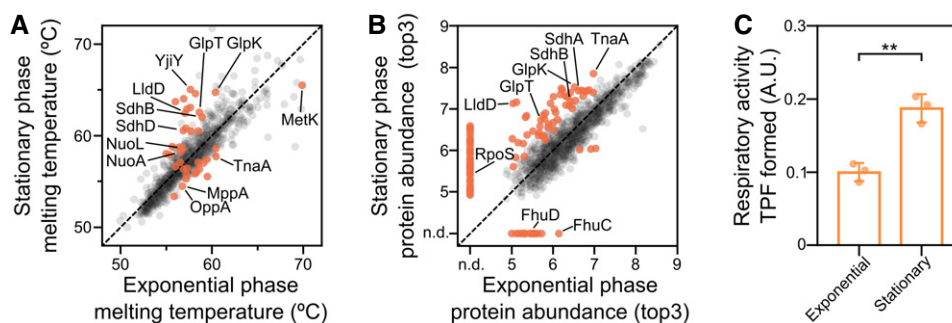 A
Stationary phase
melting temperature (ºC)
70
60
50
50
60
70
Exponential phase
melting temperature (ºC)
GlpT GlpK
YjiY
LldD
SdhB
SdhD
NuoL
NuoA
MetK
TnaA
MppA
OppA
B
Stationary phase
protein abundance (top3)
9
8
7
6
5
n.d.
n.d.
5
6
7
8
9
Exponential phase
protein abundance (top3)
SdhA
TnaA
SdhB
GlpK
GlpT
LldD
RpoS
FhuD
FhuC
C
Respiratory activity
TPF formed (A.U.)
0.3
0.2
0.1
0
**
Exponential
Stationary